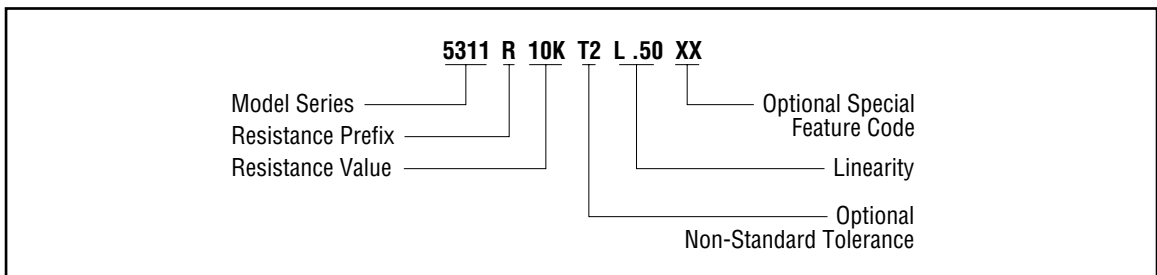 5311 R 10K T2 L .50 XX
Model Series
Resistance Prefix
Resistance Value
Optional Special
Feature Code
Linearity
Optional
Non-Standard Tolerance